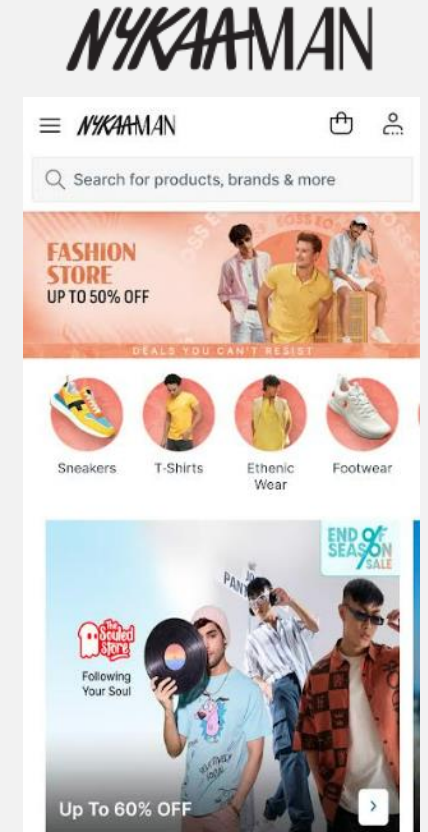 NYKAAMAN
NYKAAMAN
Search for products, brands & more
FASHION
STORE
UP TO 50% OFF
DEALS YOU CAN'T RESIST
Sneakers
T-Shirts
Ethenic
Wear
Footwear
END OF
SEASON
SALE
The
Souled
Store
Following
Your Soul
Up To 60% OFF